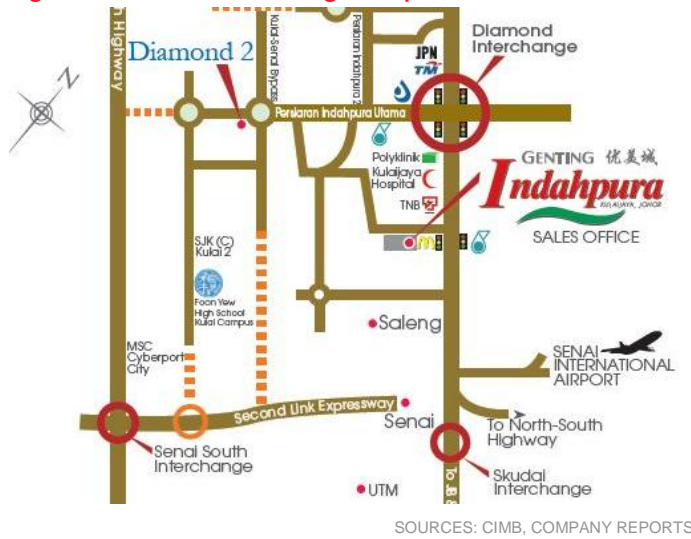 h Highway
Diamond 2
Kulai-Senai Bypass
Persiaran Indahpura 2
JPN
TM
Diamond
Interchange
N
Persiaran Indahpura Utama
Polyklinik
Kulaijaya
Hospital
TNB
GENTING 优美城
Indahpura
KULAIJAYA, JOHOR
SALES OFFICE
SJK (C)
Kulai 2
Foon Yew
High School
Kulai Campus
MSC
Cyberport
City
Saleng
SENAI
INTERNATIONAL
AIRPORT
Second Link Expressway
Senai
To North-South
Highway
Senai South
Interchange
Skudai
Interchange
UTM
To JB &
SOURCES: CIMB, COMPANY REPORTS